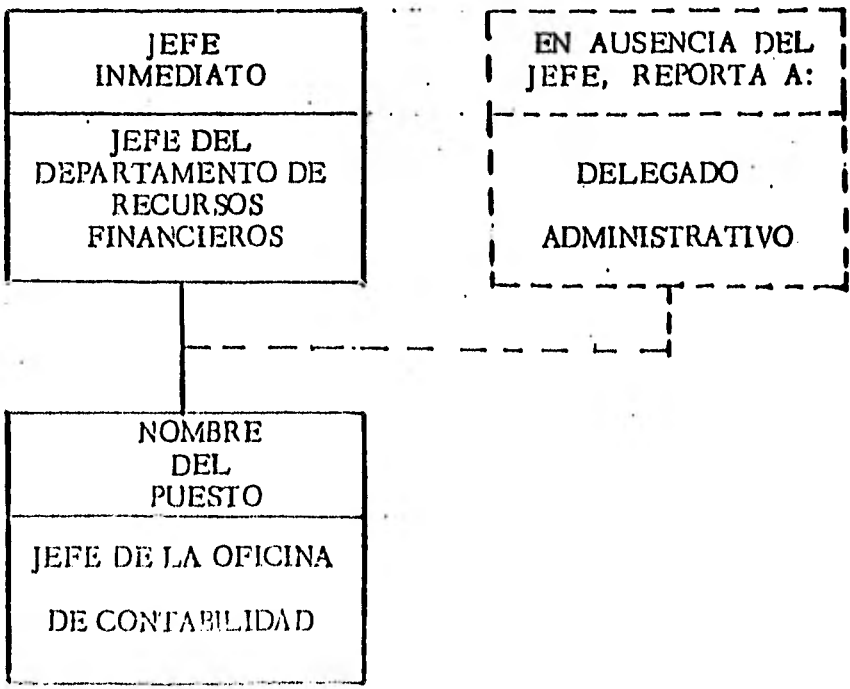 JEFE
INMEDIATO
JEFE DEL
DEPARTAMENTO DE
RECURSOS
FINANCIEROS
EN AUSENCIA DEL
JEFE, REPORTA A:
DELEGADO
ADMINISTRATIVO
NOMBRE
DEL
PUESTO
JEFE DE LA OFICINA
DE CONTABILIDAD